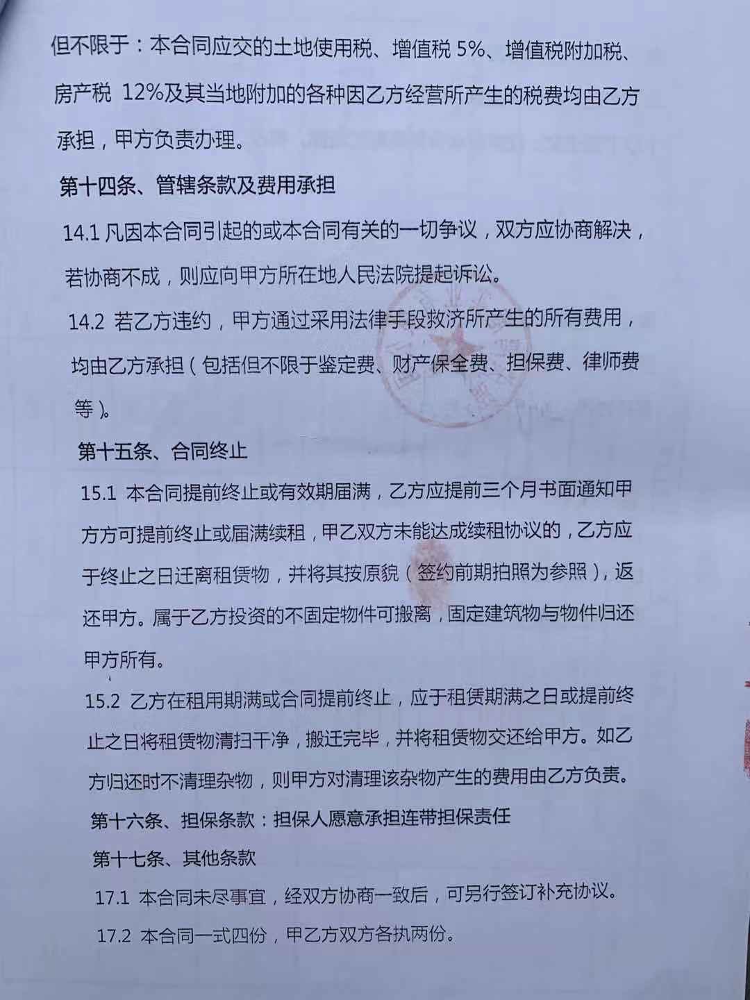 但不限于：本合同应交的土地使用税、增值税5%、增值税附加税、
房产税 12%及其当地附加的各种因乙方经营所产生的税费均由乙方
承担，甲方负责办理。
第十四条、管辖条款及费用承担
14.1 凡因本合同引起的或本合同有关的一切争议，双方应协商解决，
若协商不成，则应向甲方所在地人民法院提起诉讼。
14.2 若乙方违约，甲方通过采用法律手段救济所产生的所有费用，
均由乙方承担（包括但不限于鉴定费、财产保全费、担保费、律师费
等）。
第十五条、合同终止
15.1 本合同提前终止或有效期届满，乙方应提前三个月书面通知甲
方方可提前终止或届满续租，甲乙双方未能达成续租协议的，乙方应
于终止之日迁离租赁物，并将其按原貌（签约前期拍照为参照），返
还甲方。属于乙方投资的不固定物件可搬离，固定建筑物与物件归还
甲方所有。
15.2 乙方在租用期满或合同提前终止，应于租赁期满之日或提前终
止之日将租赁物清扫干净，搬迁完毕，并将租赁物交还给甲方。如乙
方归还时不清理杂物，则甲方对清理该杂物产生的费用由乙方负责。
第十六条、担保条款：担保人愿意承担连带担保责任
第十七条、其他条款
17.1 本合同未尽事宜，经双方协商一致后，可另行签订补充协议。
17.2 本合同一式四份，甲乙方双方各执两份。